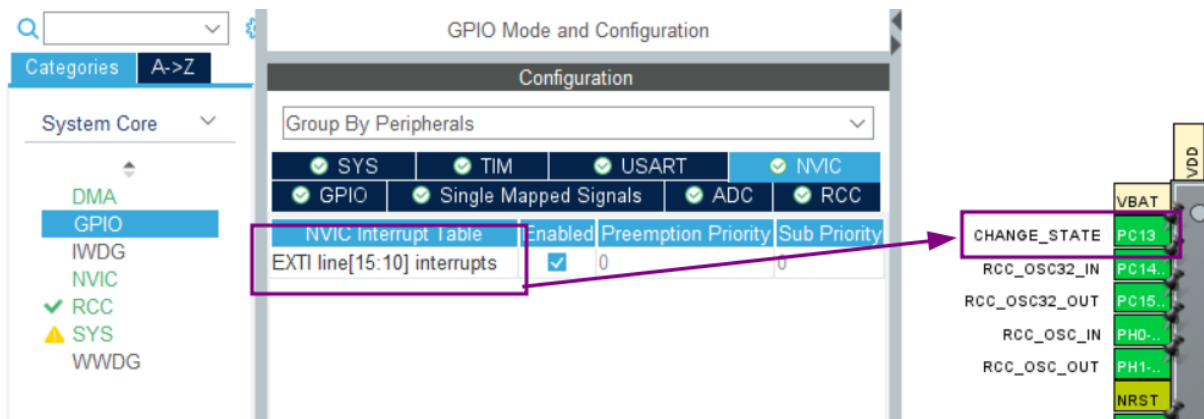 GPIO Mode and Configuration
Categories A->Z
Configuration
System Core
Group By Peripherals
SYS TIM USART NVIC
GPIO Single Mapped Signals ADC RCC
NVIC Interrupt Table Enabled Preemption Priority Sub Priority
EXTI line[15:10] interrupts 0 0
DMA
GPIO
IWDG
NVIC
RCC
SYS
WWDG
VDD
VBAT
CHANGE_STATE PC13
RCC_OSC32_IN PC14..
RCC_OSC32_OUT PC15..
RCC_OSC_IN PH0-..
RCC_OSC_OUT PH1-..
NRST